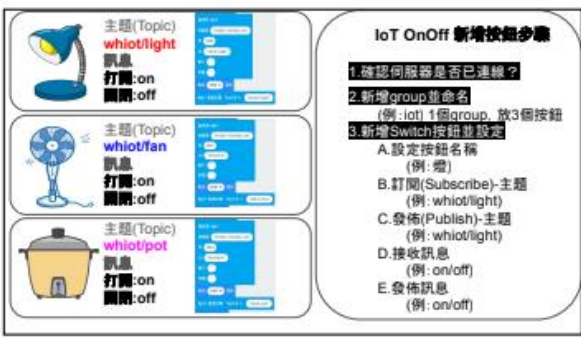 主題(Topic)
whiot/light
訊息
打開:on
關閉:off
主題(Topic)
whiot/fan
訊息
打開:on
關閉:off
主題(Topic)
whiot/pot
訊息
打開:on
關閉:off
IoT OnOff 新增按鈕步驟
1.確認伺服器是否已連線？
2.新增group並命名
(例:iot) 1個group, 放3個按鈕
3.新增Switch按鈕並設定
A.設定按鈕名稱
(例:燈)
B.訂閱(Subscribe)-主題
(例:whiot/light)
C.發佈(Publish)-主題
(例:whiot/light)
D.接收訊息
(例:on/off)
E.發佈訊息
(例:on/off)